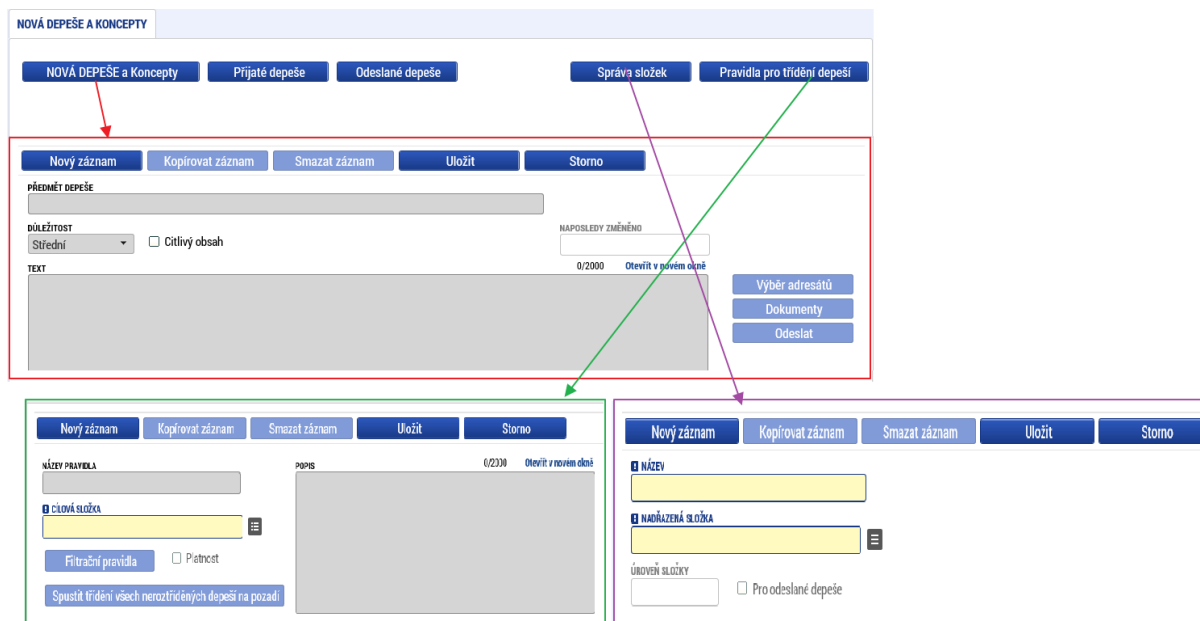 NOVÁ DEPEŠE A KONCEPTY
NOVÁ DEPEŠE a Koncepty Přijaté depeše Odeslané depeše Správa složek Pravidla pro třídění depeší
Nový záznam Kopírovat záznam Smazat záznam Uložit Storno
PŘEDMĚT DEPEŠE
DŮLEŽITOST
NAPOSLEDY ZMĚNĚNO
Střední Citlivý obsah
TEXT 0/2000 Otevřít v novém okně
Výběr adresátů
Dokumenty
Odeslat
Nový záznam Kopírovat záznam Smazat záznam Uložit Storno
NÁZEV PRAVIDLA POPIS 0/2000 Otevřít v novém okně
CÍLOVÁ SLOŽKA
Filtrační pravidla Platnost
Spustit třídění všech neroztříděných depeší na pozadí
Nový záznam Kopírovat záznam Smazat záznam Uložit Storno
NÁZEV
NADŘAZENÁ SLOŽKA
ÚROVEŇ SLOŽKY
Pro odeslané depeše